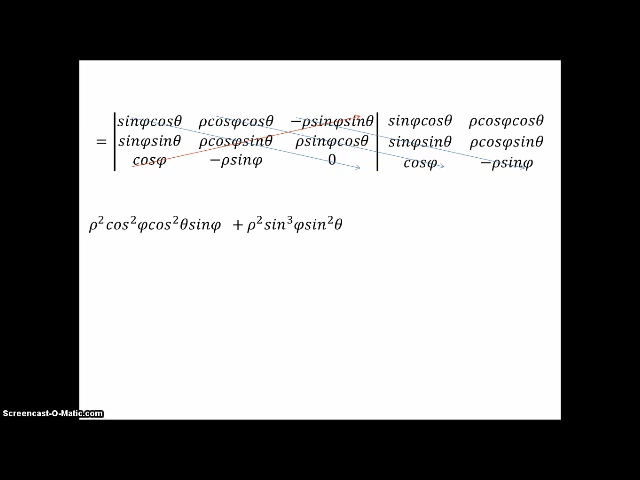 sinφcosθ ρcosφcosθ −ρsinφsinθ sinφcosθ ρcosφcosθ
= sinφsinθ ρcosφsinθ ρsinφcosθ sinφsinθ ρcosφsinθ
cosφ −ρsinφ 0 cosφ −ρsinφ
ρ²cos²φcos²θsinφ + ρ²sin³φsin²θ
Screencast-O-Matic.com